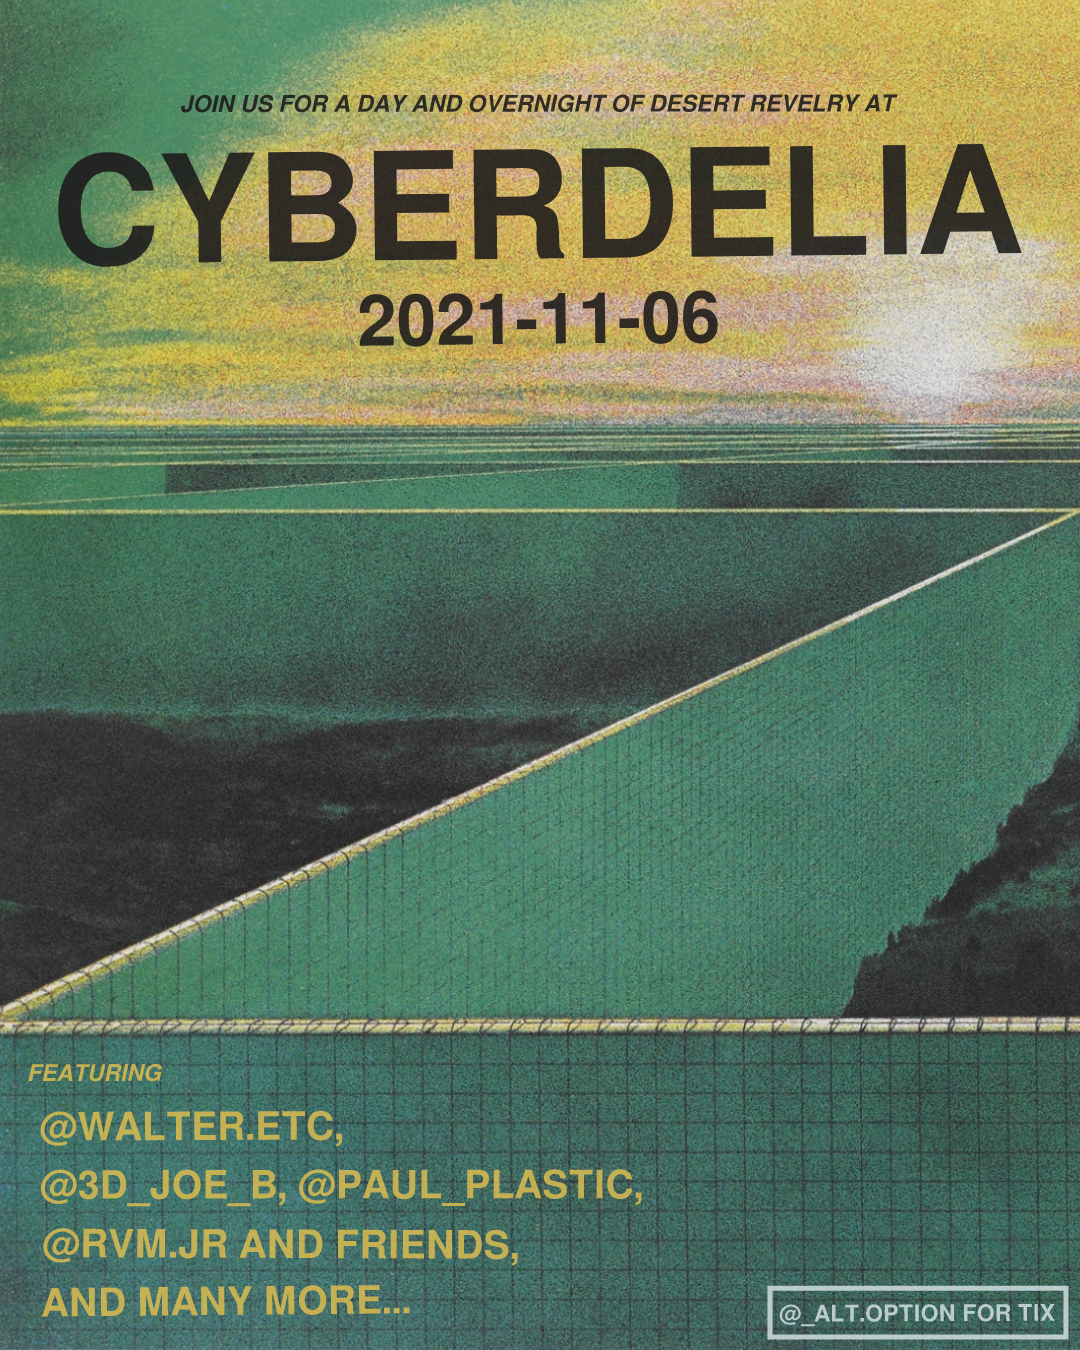 JOIN US FOR A DAY AND OVERNIGHT OF DESERT REVELRY AT
CYBERDELIA
2021-11-06
FEATURING
@WALTER.ETC,
@3D_JOE_B, @PAUL_PLASTIC,
@RVM.JR AND FRIENDS,
AND MANY MORE...
@_ALT.OPTION FOR TIX